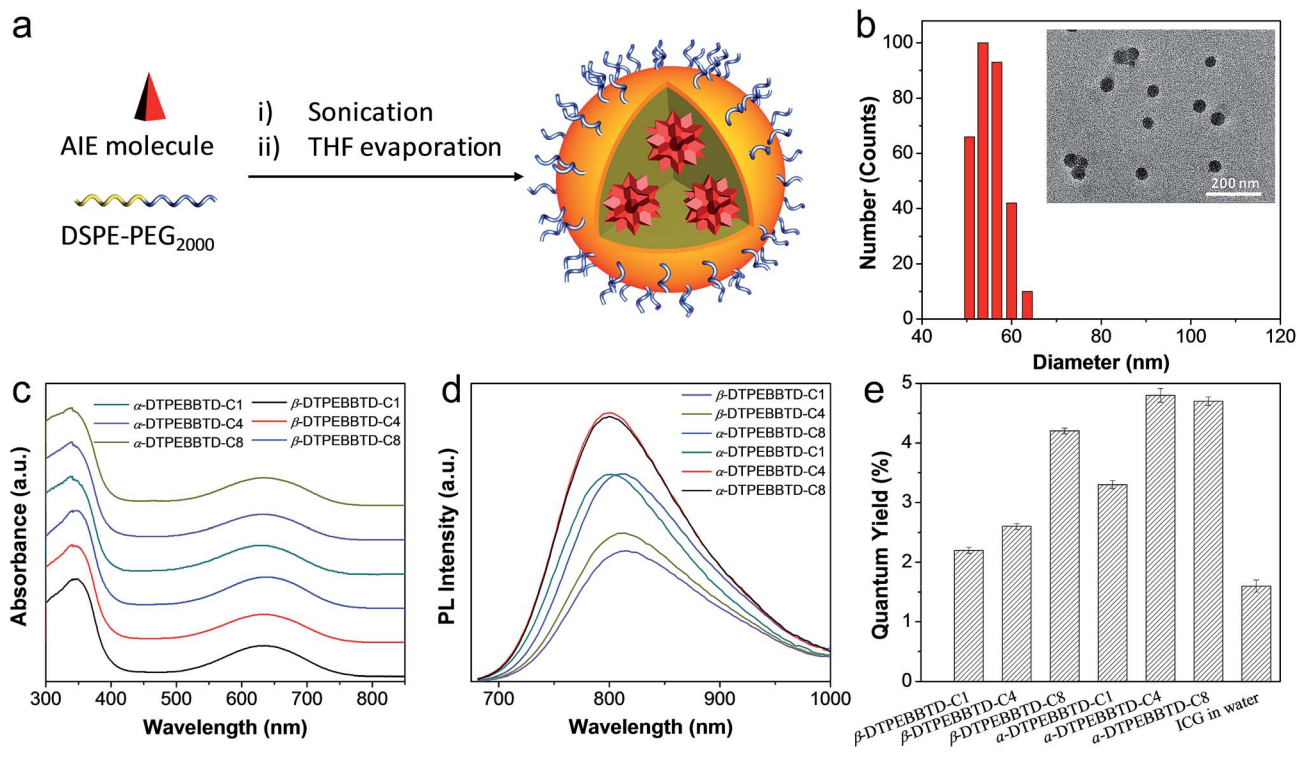 a
AIE molecule
DSPE-PEG2000
i) Sonication
ii) THF evaporation
b
Number (Counts)
100
80
60
40
20
0
40 60 80 100 120
Diameter (nm)
200 nm
c
Absorbance (a.u.)
α-DTPEBBTD-C1 β-DTPEBBTD-C1
α-DTPEBBTD-C4 β-DTPEBBTD-C4
α-DTPEBBTD-C8 β-DTPEBBTD-C8
300 400 500 600 700 800
Wavelength (nm)
d
PL Intensity (a.u.)
β-DTPEBBTD-C1
β-DTPEBBTD-C4
α-DTPEBBTD-C8
α-DTPEBBTD-C1
α-DTPEBBTD-C4
α-DTPEBBTD-C8
700 800 900 1000
Wavelength (nm)
e
Quantum Yield (%)
5
4
3
2
1
0
β-DTPEBBTD-C1
β-DTPEBBTD-C4
β-DTPEBBTD-C8
α-DTPEBBTD-C1
α-DTPEBBTD-C4
α-DTPEBBTD-C8
ICG in water